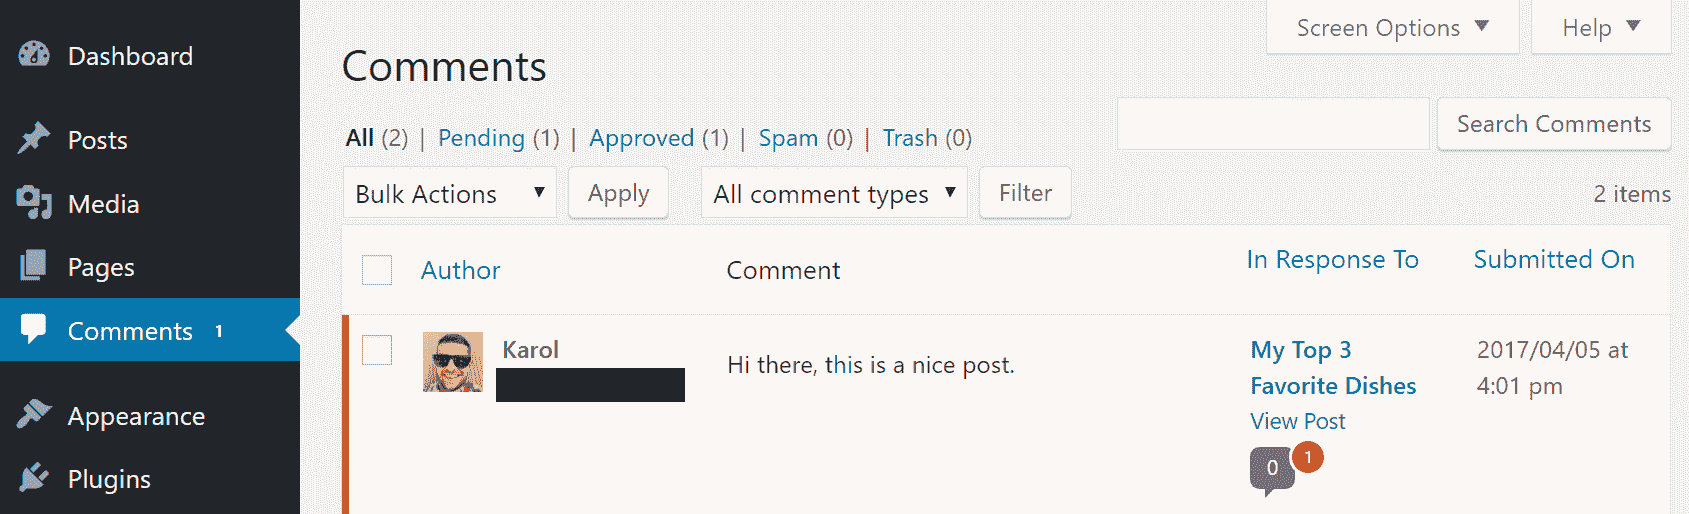 Dashboard
Posts
Media
Pages
Comments 1
Appearance
Plugins
Screen Options ▼
Help ▼
Comments
All (2) | Pending (1) | Approved (1) | Spam (0) | Trash (0)
Search Comments
Bulk Actions ▼ Apply All comment types ▼ Filter
2 items
Author Comment In Response To Submitted On
Karol
Hi there, this is a nice post.
My Top 3
Favorite Dishes
View Post
0 1
2017/04/05 at
4:01 pm